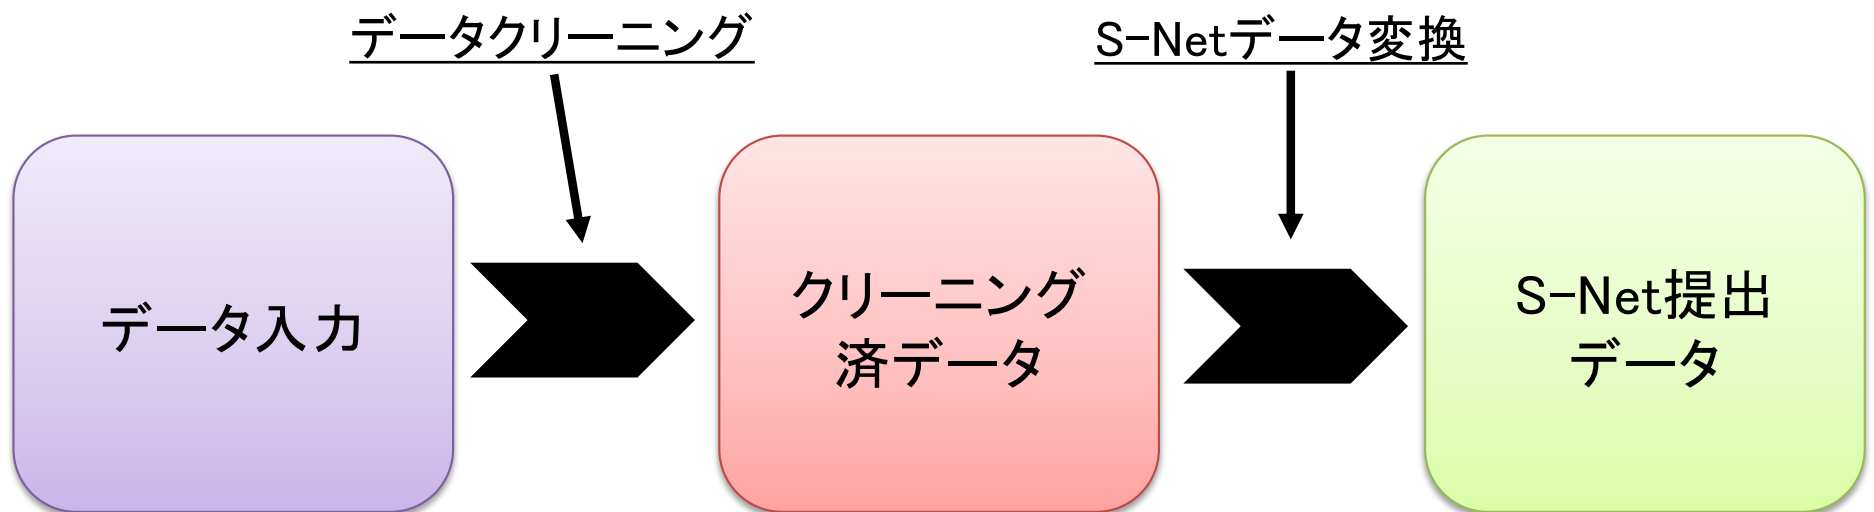 データクリーニング
S-Netデータ変換
データ入力
クリーニング
済データ
S-Net提出
データ